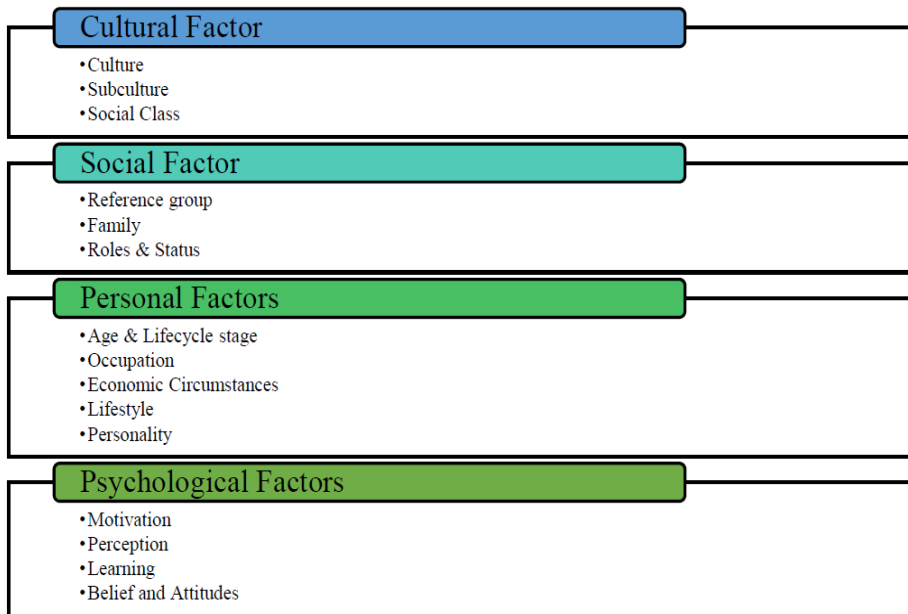 Cultural Factor
•Culture
•Subculture
•Social Class
Social Factor
•Reference group
•Family
•Roles & Status
Personal Factors
•Age & Lifecycle stage
•Occupation
•Economic Circumstances
•Lifestyle
•Personality
Psychological Factors
•Motivation
•Perception
•Learning
•Belief and Attitudes